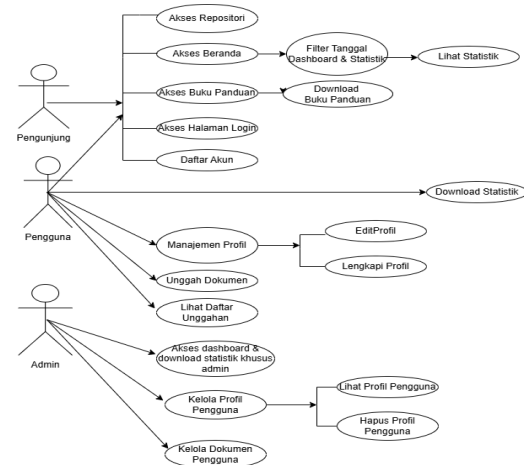 Akses Repositori
Akses Beranda
Filter Tanggal
Dashboard & Statistik
Lihat Statistik
Akses Buku Panduan
Download
Buku Panduan
Pengunjung
Akses Halaman Login
Daftar Akun
Pengguna
Download Statistik
Manajemen Profil
EditProfil
Lengkapi Profil
Unggah Dokumen
Lihat Daftar
Unggahan
Admin
Akses dashboard &
download statistik khusus
admin
Kelola Profil
Pengguna
Lihat Profil Pengguna
Hapus Profil
Pengguna
Kelola Dokumen
Pengguna